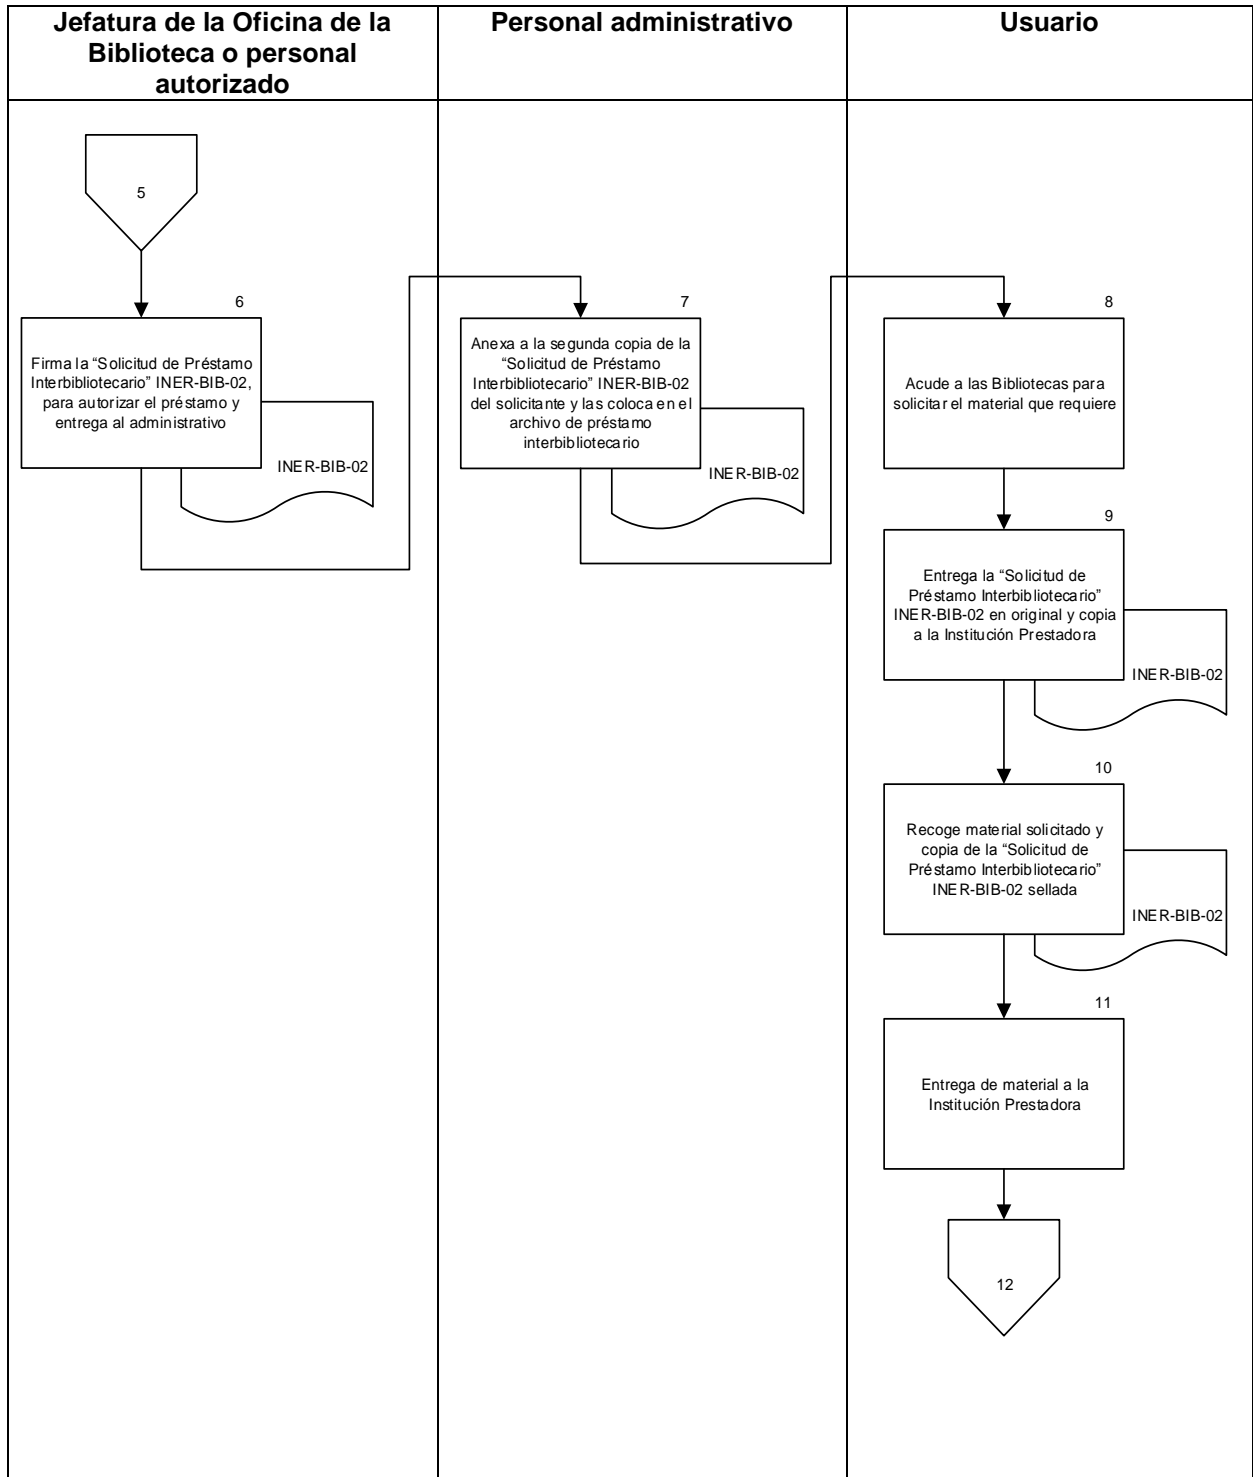 Jefatura de la Oficina de la
Biblioteca o personal
autorizado
Personal administrativo
Usuario
5
6
Firma la “Solicitud de Préstamo
Interbibliotecario” INER-BIB-02,
para autorizar el préstamo y
entrega al administrativo
INER-BIB-02
7
Anexa a la segunda copia de la
“Solicitud de Préstamo
Interbibliotecario” INER-BIB-02
del solicitante y las coloca en el
archivo de préstamo
interbibliotecario
INER-BIB-02
8
Acude a las Bibliotecas para
solicitar el material que requiere
9
Entrega la “Solicitud de
Préstamo Interbibliotecario”
INER-BIB-02 en original y copia
a la Institución Prestadora
INER-BIB-02
10
Recoge material solicitado y
copia de la “Solicitud de
Préstamo Interbibliotecario”
INER-BIB-02 sellada
INER-BIB-02
11
Entrega de material a la
Institución Prestadora
12